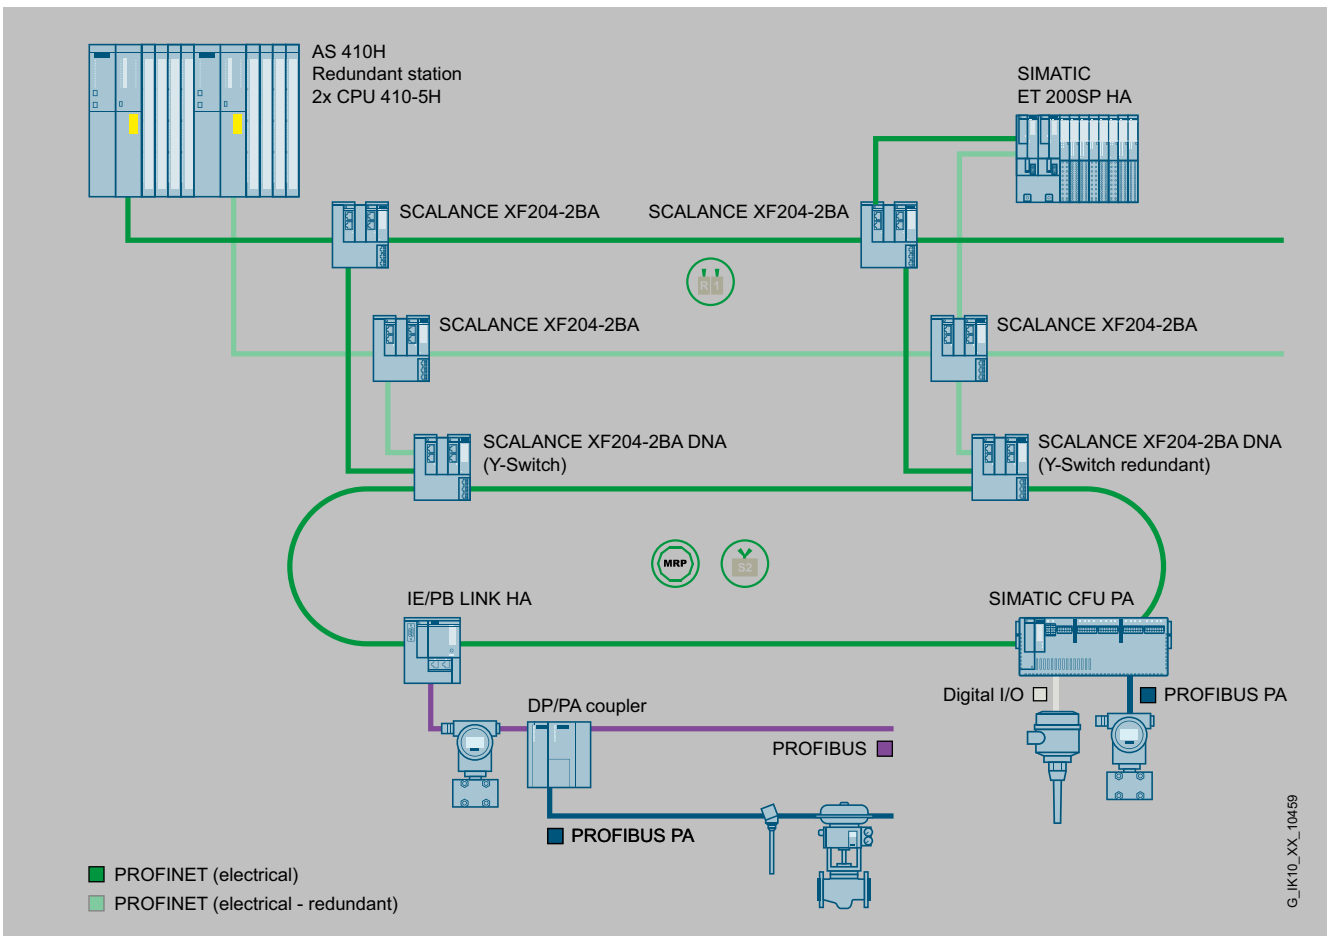 AS 410H
Redundant station
2x CPU 410-5H
SIMATIC
ET 200SP HA
SCALANCE XF204-2BA
SCALANCE XF204-2BA
R 1
SCALANCE XF204-2BA
SCALANCE XF204-2BA
SCALANCE XF204-2BA DNA
(Y-Switch)
SCALANCE XF204-2BA DNA
(Y-Switch redundant)
MRP
S2
IE/PB LINK HA
SIMATIC CFU PA
Digital I/O
PROFIBUS PA
DP/PA coupler
PROFIBUS
PROFIBUS PA
PROFINET (electrical)
PROFINET (electrical - redundant)
G_IK10_XX_10459